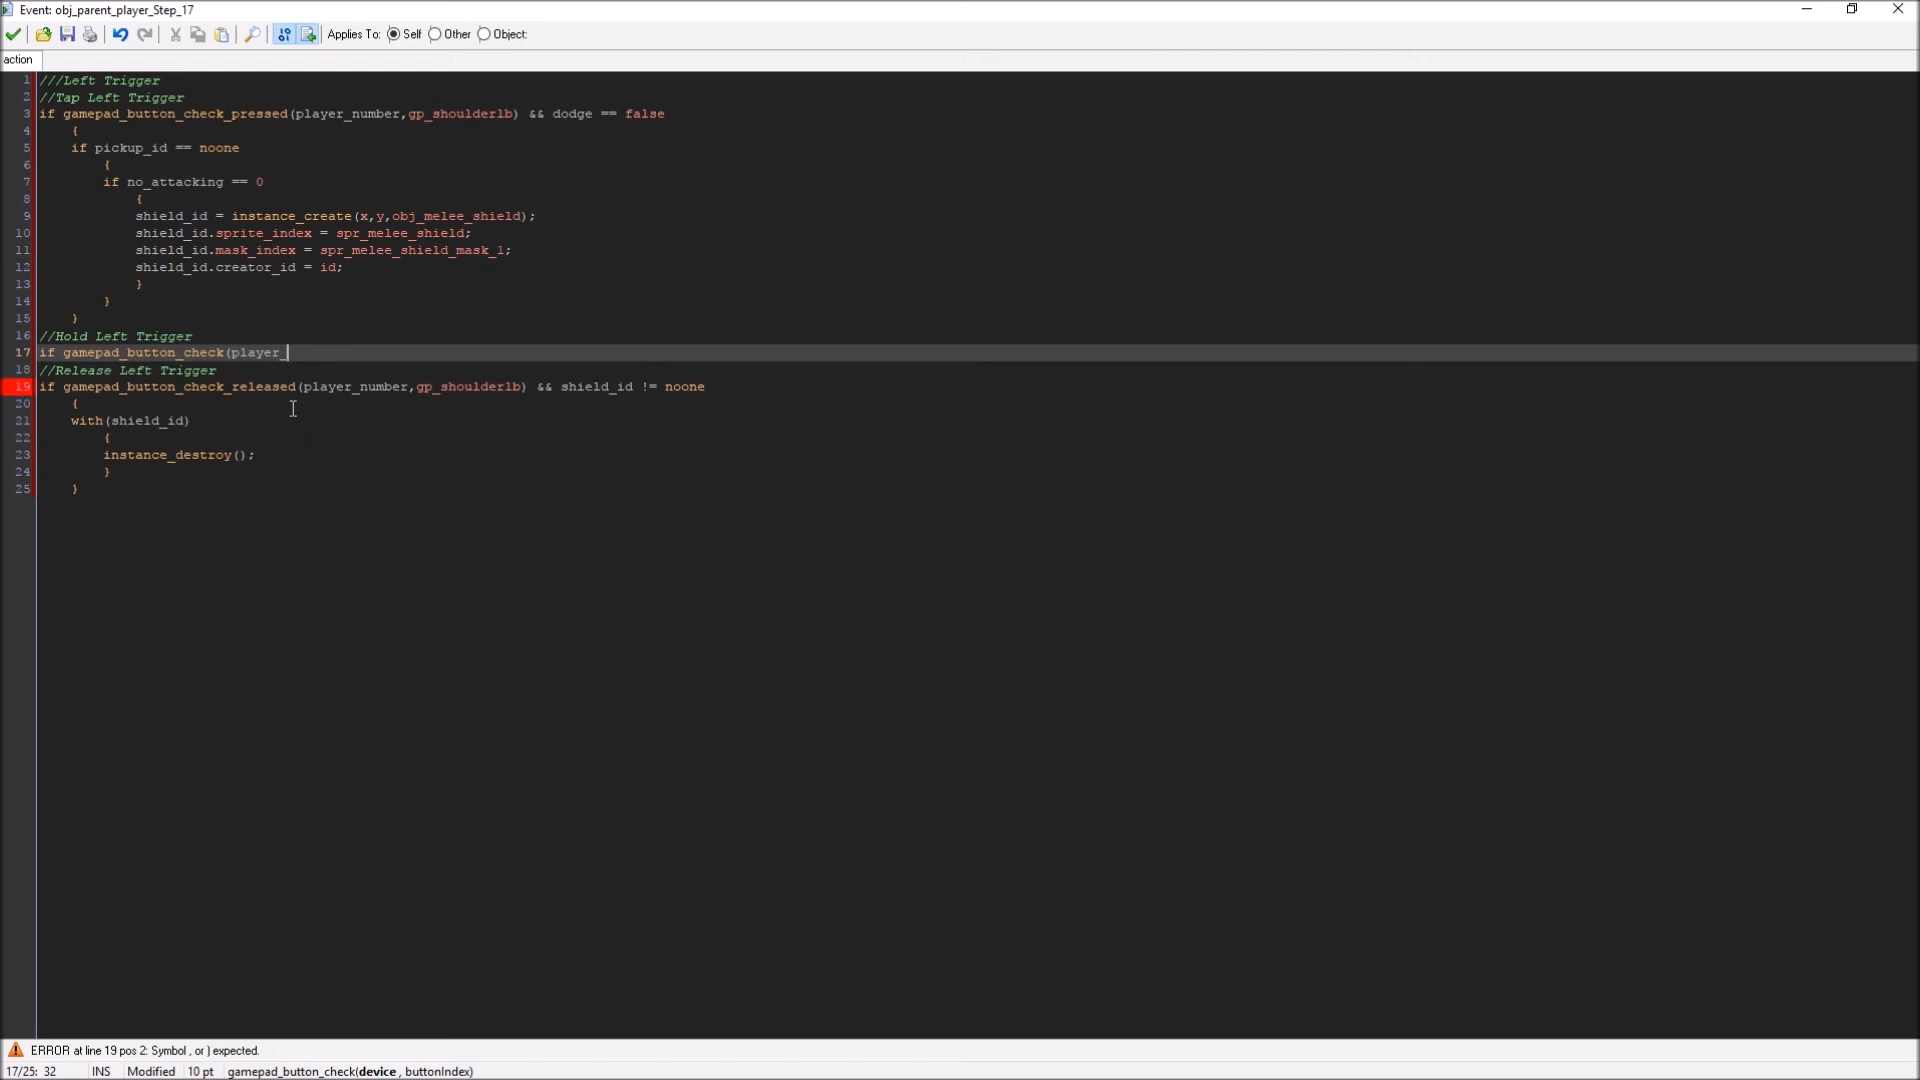 Event: obj_parent_player_Step_17
Applies To: Self Other Object:
action
1 ///Left Trigger
2 //Tap Left Trigger
3 if gamepad_button_check_pressed(player_number,gp_shoulderlb) && dodge == false
4 {
5 if pickup_id == noone
6 {
7 if no_attacking == 0
8 {
9 shield_id = instance_create(x,y,obj_melee_shield);
10 shield_id.sprite_index = spr_melee_shield;
11 shield_id.mask_index = spr_melee_shield_mask_1;
12 shield_id.creator_id = id;
13 }
14 }
15 }
16 //Hold Left Trigger
17 if gamepad_button_check(player_
18 //Release Left Trigger
19 if gamepad_button_check_released(player_number,gp_shoulderlb) && shield_id != noone
20 {
21 with(shield_id)
22 {
23 instance_destroy();
24 }
25 }
ERROR at line 19 pos 2: Symbol , or ) expected.
17/25: 32 INS Modified 10 pt gamepad_button_check(device , buttonIndex)